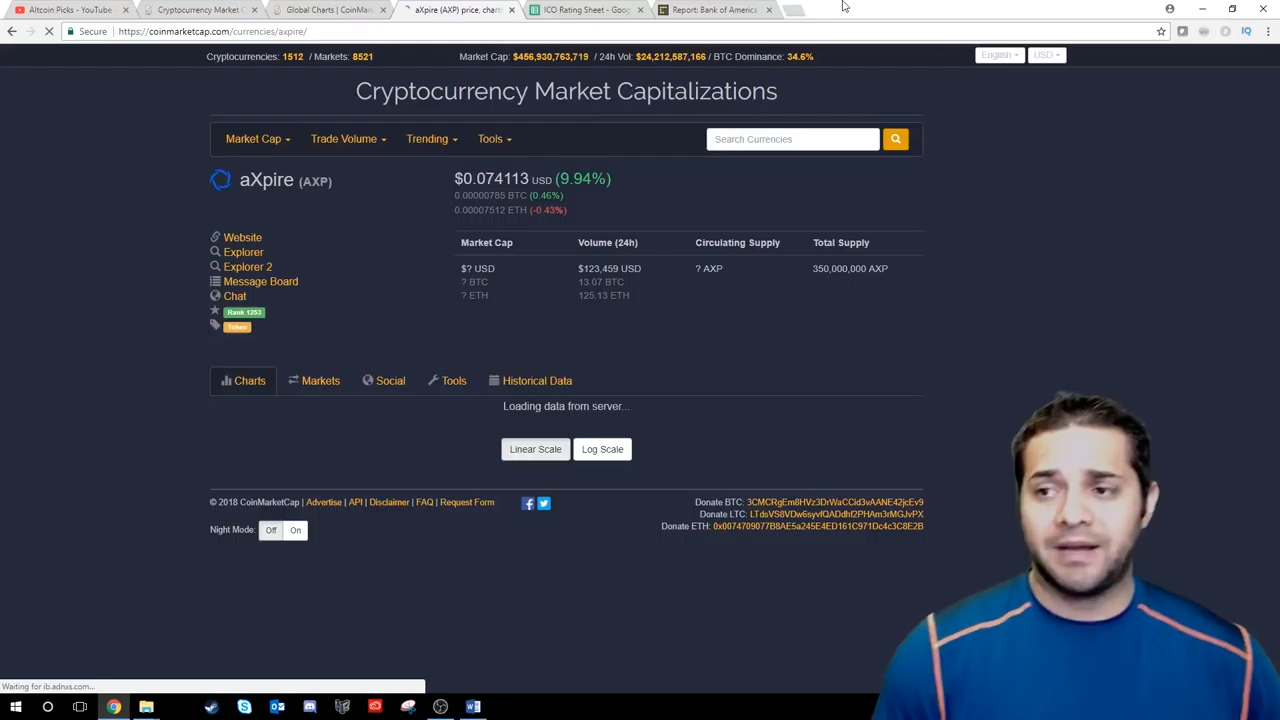 Altcoin Picks - YouTube
Cryptocurrency Market C
Global Charts | CoinMar
aXpire (AXP) price, charts
ICO Rating Sheet - Goog
Report: Bank of America
Secure
https://coinmarketcap.com/currencies/axpire/
Cryptocurrencies: 1512 / Markets: 8521
Market Cap: $456,930,763,719 / 24h Vol: $24,212,587,166 / BTC Dominance: 34.6%
English
USD
Cryptocurrency Market Capitalizations
Market Cap
Trade Volume
Trending
Tools
Search Currencies
aXpire (AXP)
$0.074113 USD (9.94%)
0.00000785 BTC (0.46%)
0.00007512 ETH (-0.43%)
Website
Explorer
Explorer 2
Message Board
Chat
Rank 1253
Token
Market Cap
Volume (24h)
Circulating Supply
Total Supply
$? USD
$123,459 USD
? AXP
350,000,000 AXP
? BTC
13.07 BTC
? ETH
125.13 ETH
Charts
Markets
Social
Tools
Historical Data
Loading data from server...
Linear Scale
Log Scale
© 2018 CoinMarketCap | Advertise | API | Disclaimer | FAQ | Request Form
Donate BTC:
Donate LTC:
Donate ETH: 
Night Mode:
Off
On
Waiting for ib.adnxs.com...